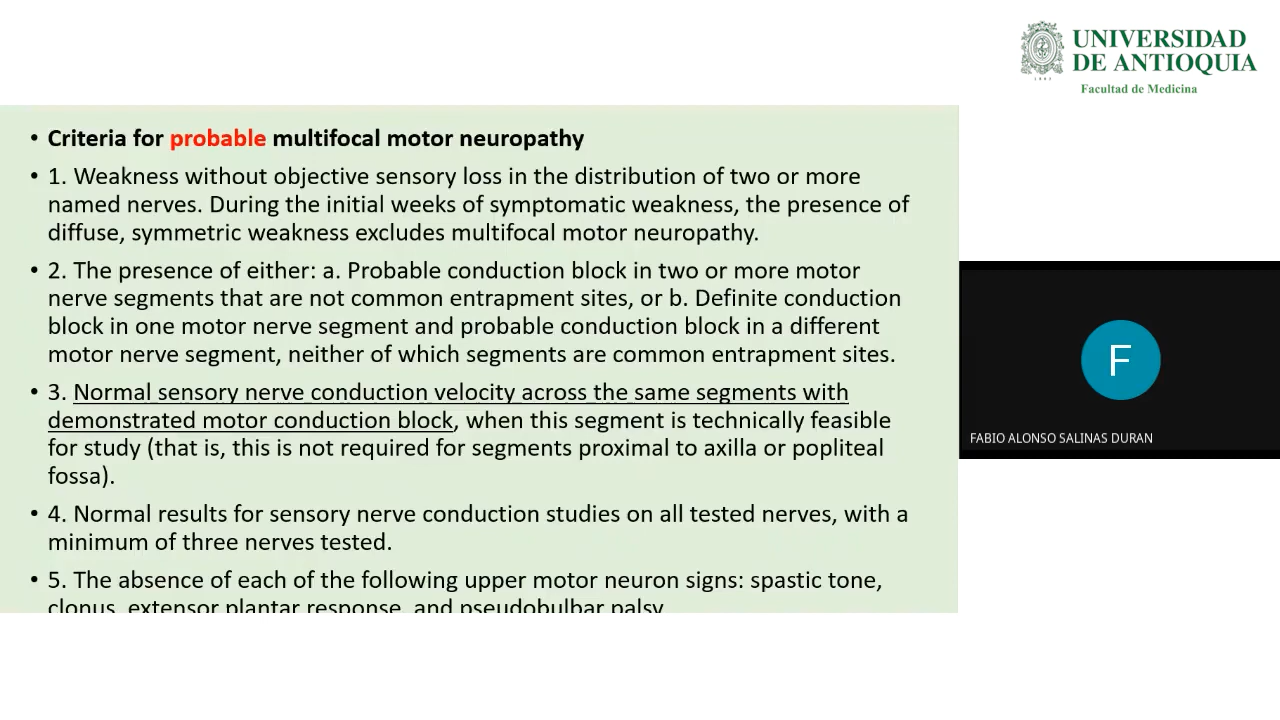 UNIVERSIDAD
DE ANTIOQUIA
1803
Facultad de Medicina
• Criteria for probable multifocal motor neuropathy
• 1. Weakness without objective sensory loss in the distribution of two or more
named nerves. During the initial weeks of symptomatic weakness, the presence of
diffuse, symmetric weakness excludes multifocal motor neuropathy.
• 2. The presence of either: a. Probable conduction block in two or more motor
nerve segments that are not common entrapment sites, or b. Definite conduction
block in one motor nerve segment and probable conduction block in a different
motor nerve segment, neither of which segments are common entrapment sites.
• 3. Normal sensory nerve conduction velocity across the same segments with
demonstrated motor conduction block, when this segment is technically feasible
for study (that is, this is not required for segments proximal to axilla or popliteal
fossa).
• 4. Normal results for sensory nerve conduction studies on all tested nerves, with a
minimum of three nerves tested.
• 5. The absence of each of the following upper motor neuron signs: spastic tone,
clonus, extensor plantar response, and pseudobulbar palsy
F
FABIO ALONSO SALINAS DURAN